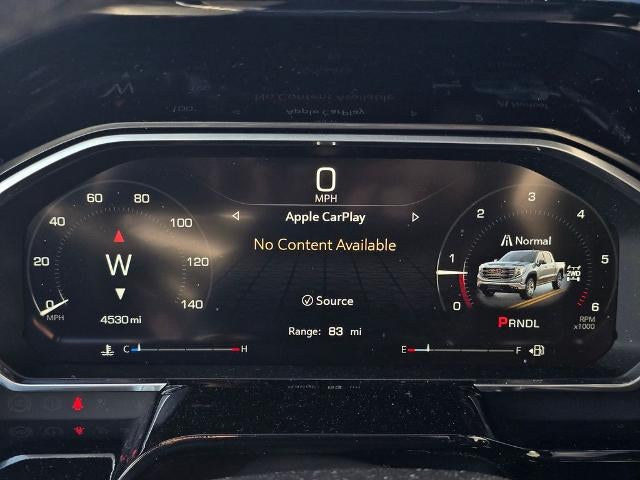 0
MPH
Apple CarPlay
No Content Available
Source
Range: 83 mi
0
20
40
60
80
100
120
140
W
MPH
4530 mi
C H
0
1
2
3
4
5
6
Normal
2WD
PRNDL
RPM
x1000
E F